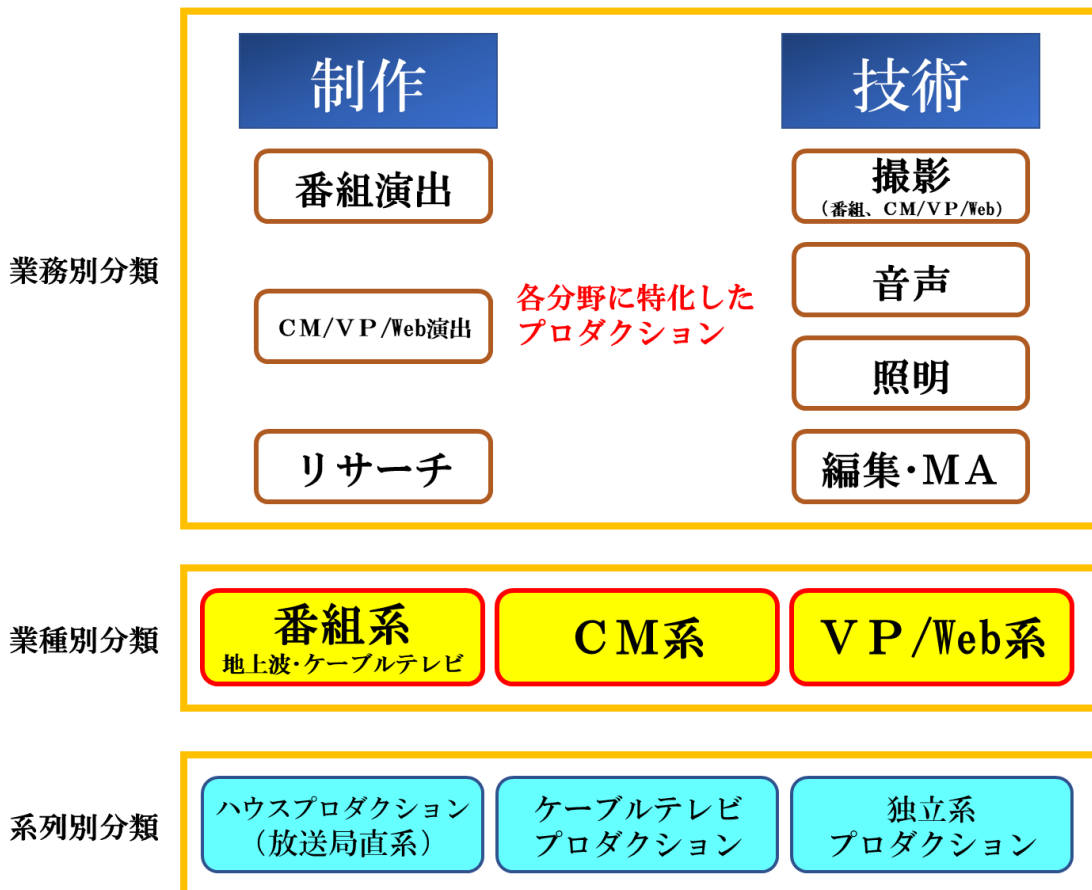 制作
技術
業務別分類
番組演出
CM/VP/Web演出
リサーチ
各分野に特化した
プロダクション
撮影
(番組、CM/VP/Web)
音声
照明
編集・MA
業種別分類
番組系
地上波・ケーブルテレビ
CM系
VP/Web系
系列別分類
ハウスプロダクション
(放送局直系)
ケーブルテレビ
プロダクション
独立系
プロダクション